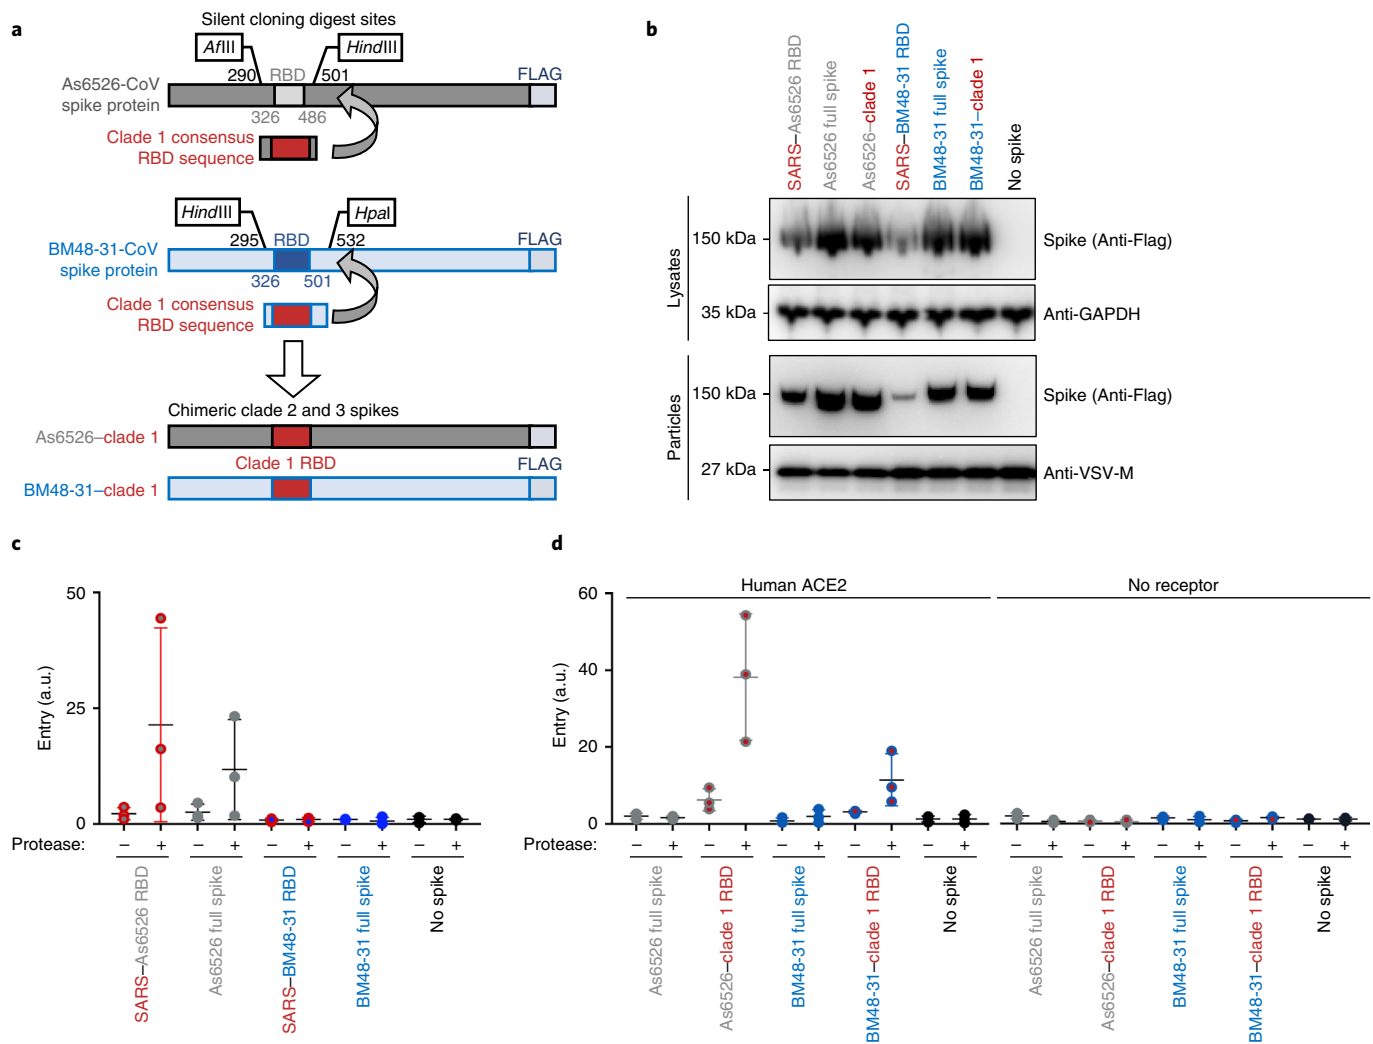 a
Silent cloning digest sites
AfIII
HindIII
290
RBD
501
FLAG
As6526-CoV
spike protein
326
486
Clade 1 consensus
RBD sequence
HindIII
HpaI
295
RBD
532
FLAG
BM48-31-CoV
spike protein
326
501
Clade 1 consensus
RBD sequence
Chimeric clade 2 and 3 spikes
As6526–clade 1
Clade 1 RBD
FLAG
BM48-31–clade 1
b
SARS–As6526 RBD
As6526 full spike
As6526–clade 1
SARS–BM48-31 RBD
BM48-31 full spike
BM48-31–clade 1
No spike
Lysates
150 kDa
Spike (Anti-Flag)
35 kDa
Anti-GAPDH
Particles
150 kDa
Spike (Anti-Flag)
27 kDa
Anti-VSV-M
c
Entry (a.u.)
50
25
0
Protease:
– + – + – + – + – +
SARS–As6526 RBD
As6526 full spike
SARS–BM48-31 RBD
BM48-31 full spike
No spike
d
Human ACE2
No receptor
Entry (a.u.)
60
40
20
0
Protease:
– + – + – + – + – + – + – + – + – + – +
As6526 full spike
As6526–clade 1 RBD
BM48-31 full spike
BM48-31–clade 1 RBD
No spike
As6526 full spike
As6526–clade 1 RBD
BM48-31 full spike
BM48-31–clade 1 RBD
No spike